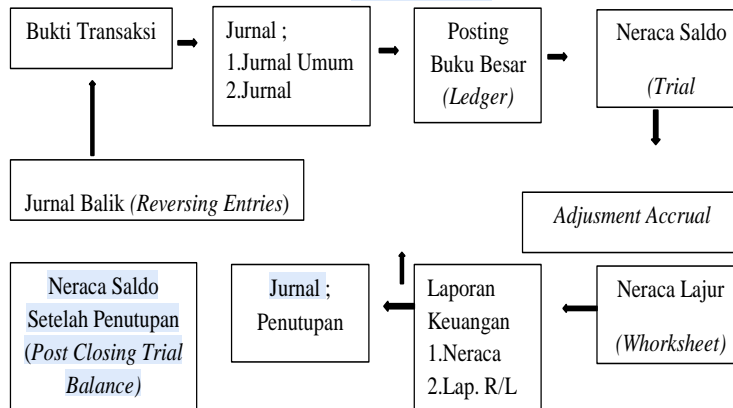 Bukti Transaksi
Jurnal ;
1.Jurnal Umum
2.Jurnal
Posting
Buku Besar
(Ledger)
Neraca Saldo
(Trial
Jurnal Balik (Reversing Entries)
Adjusment Accrual
Neraca Saldo
Setelah Penutupan
(Post Closing Trial
Balance)
Jurnal ;
Penutupan
Laporan
Keuangan
1.Neraca
2.Lap. R/L
Neraca Lajur
(Whorksheet)